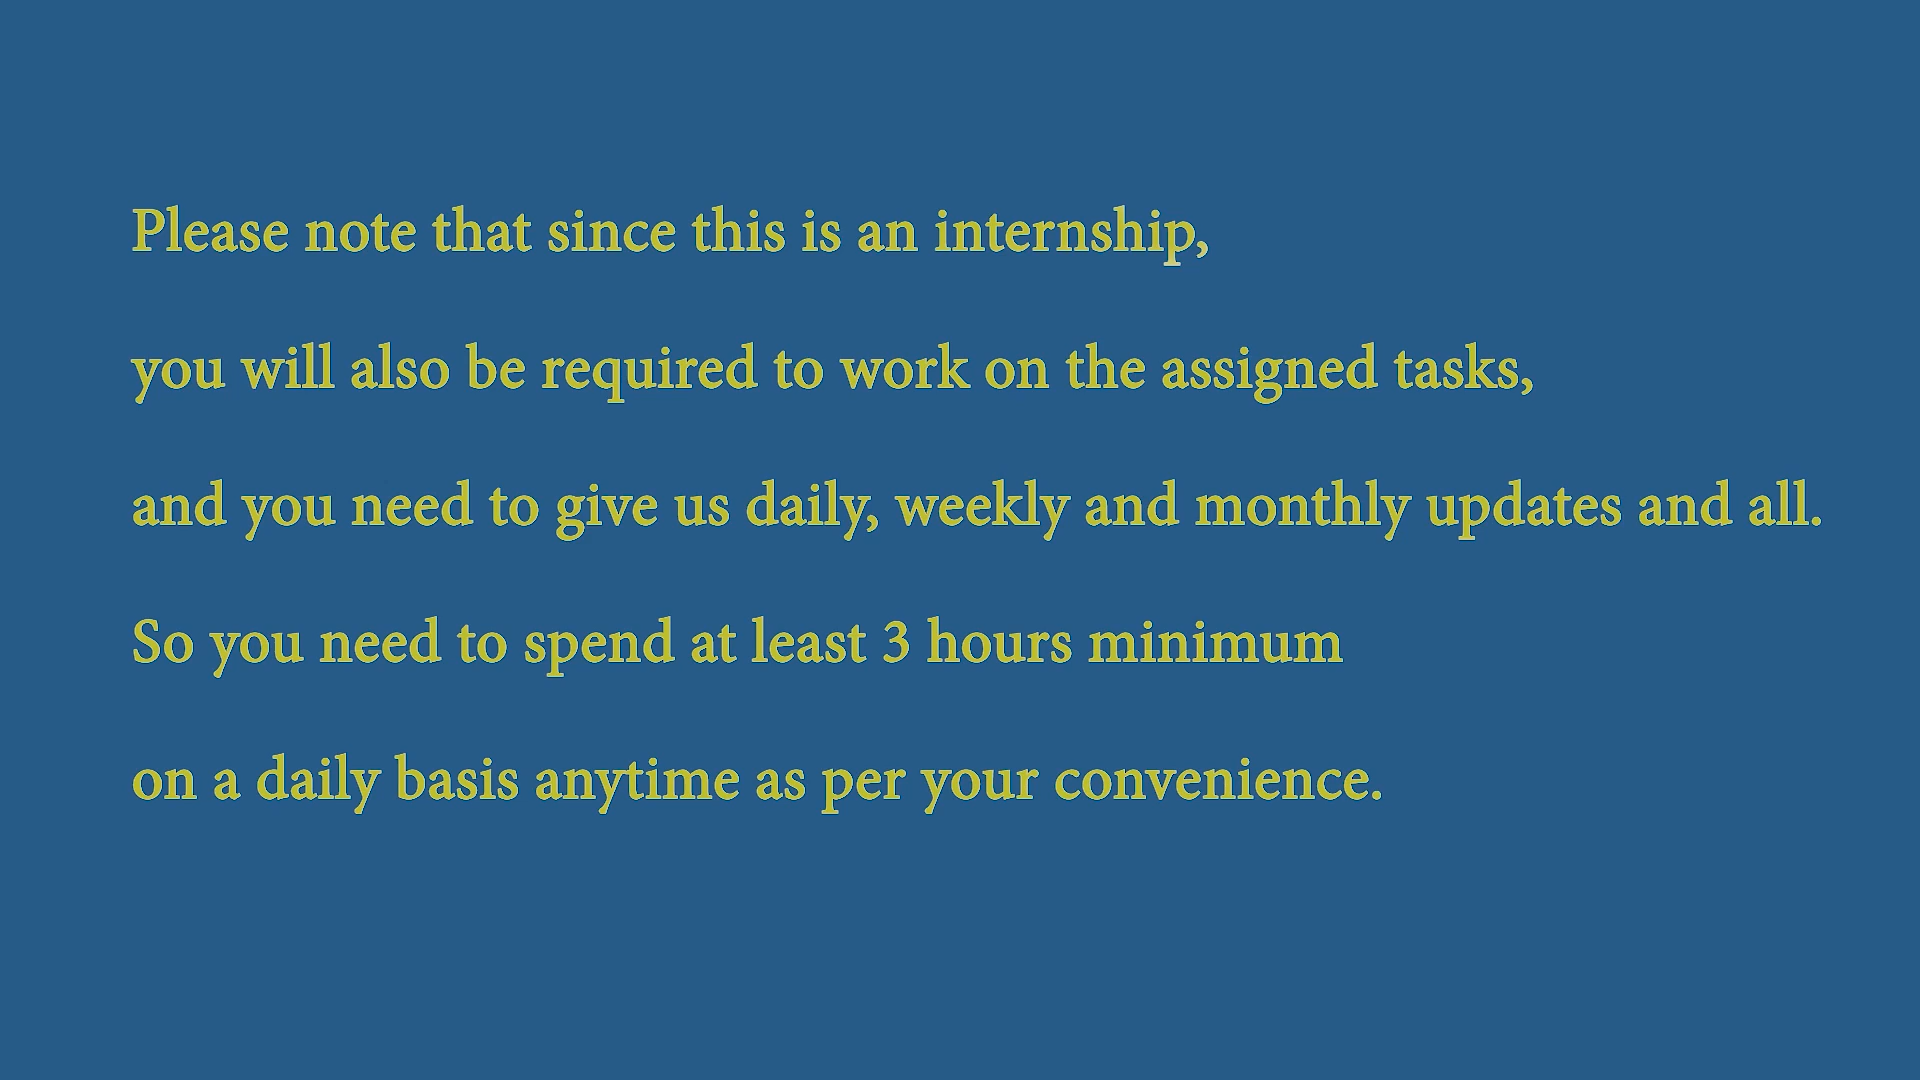 Please note that since this is an internship,
you will also be required to work on the assigned tasks,
and you need to give us daily, weekly and monthly updates and all.
So you need to spend at least 3 hours minimum
on a daily basis anytime as per your convenience.